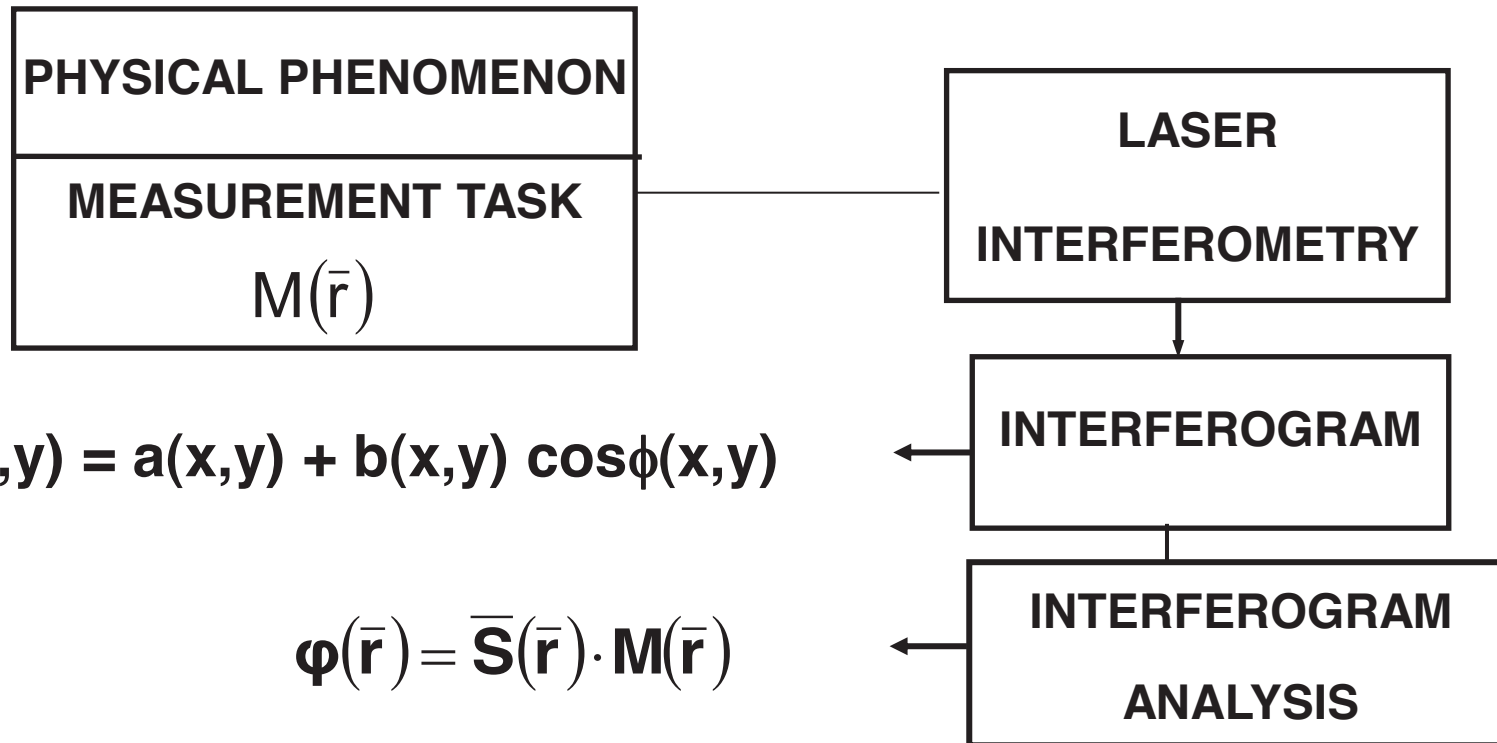 PHYSICAL PHENOMENON
MEASUREMENT TASK
M(r̅)
LASER
INTERFEROMETRY
INTERFEROGRAM
,y) = a(x,y) + b(x,y) cosϕ(x,y)
INTERFEROGRAM
ANALYSIS
φ(r̅) = S̅(r̅)·M(r̅)